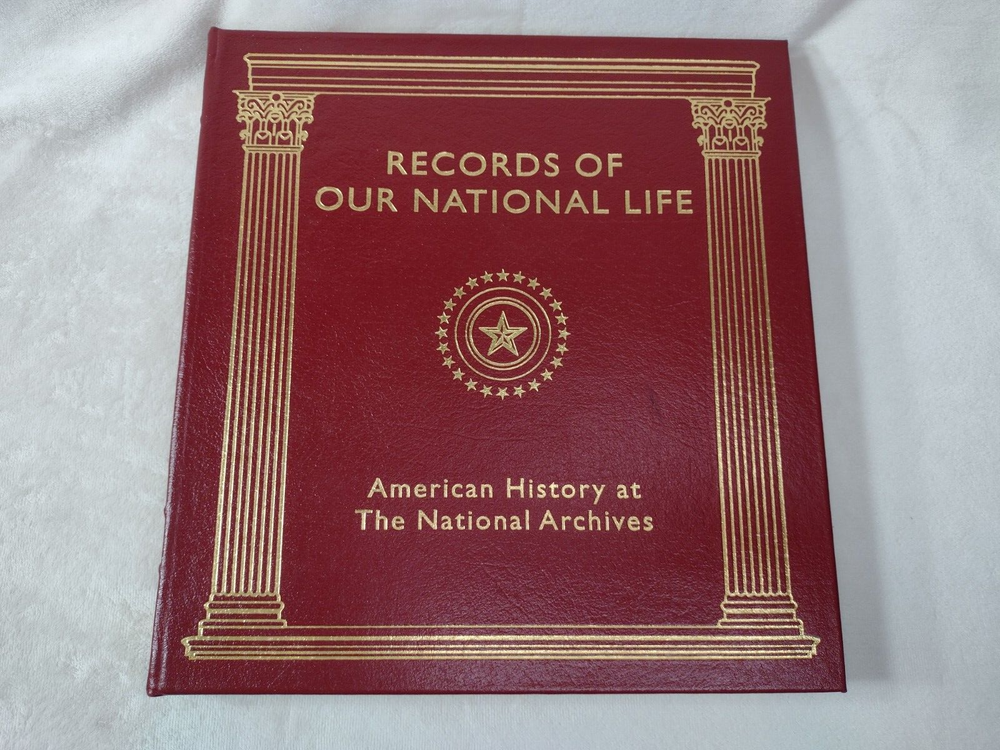 RECORDS OF
OUR NATIONAL LIFE
American History at
The National Archives